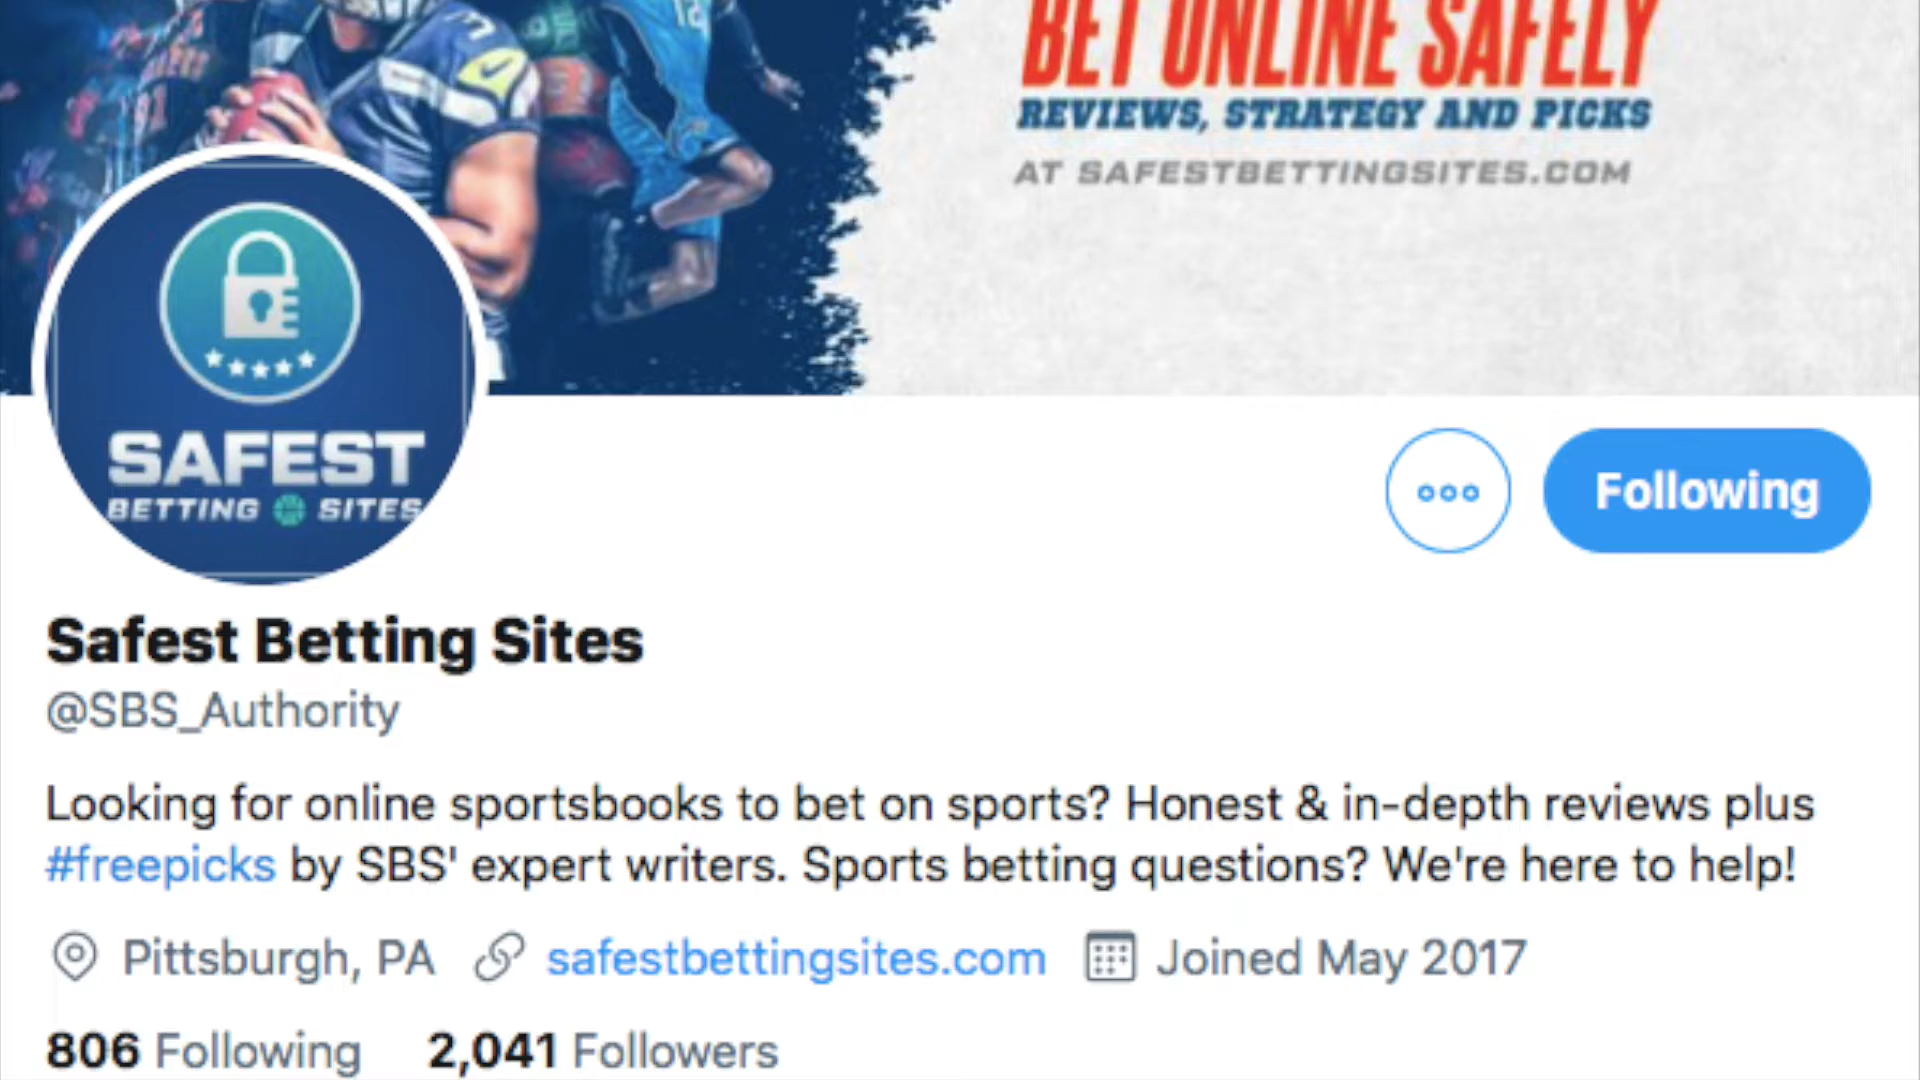 BET ONLINE SAFELY
REVIEWS, STRATEGY AND PICKS
AT SAFESTBETTINGSITES.COM
3
12
SAFEST
BETTING SITES
Following
Safest Betting Sites
@SBS_Authority
Looking for online sportsbooks to bet on sports? Honest & in-depth reviews plus
#freepicks by SBS' expert writers. Sports betting questions? We're here to help!
Pittsburgh, PA safestbettingsites.com Joined May 2017
806 Following 2,041 Followers